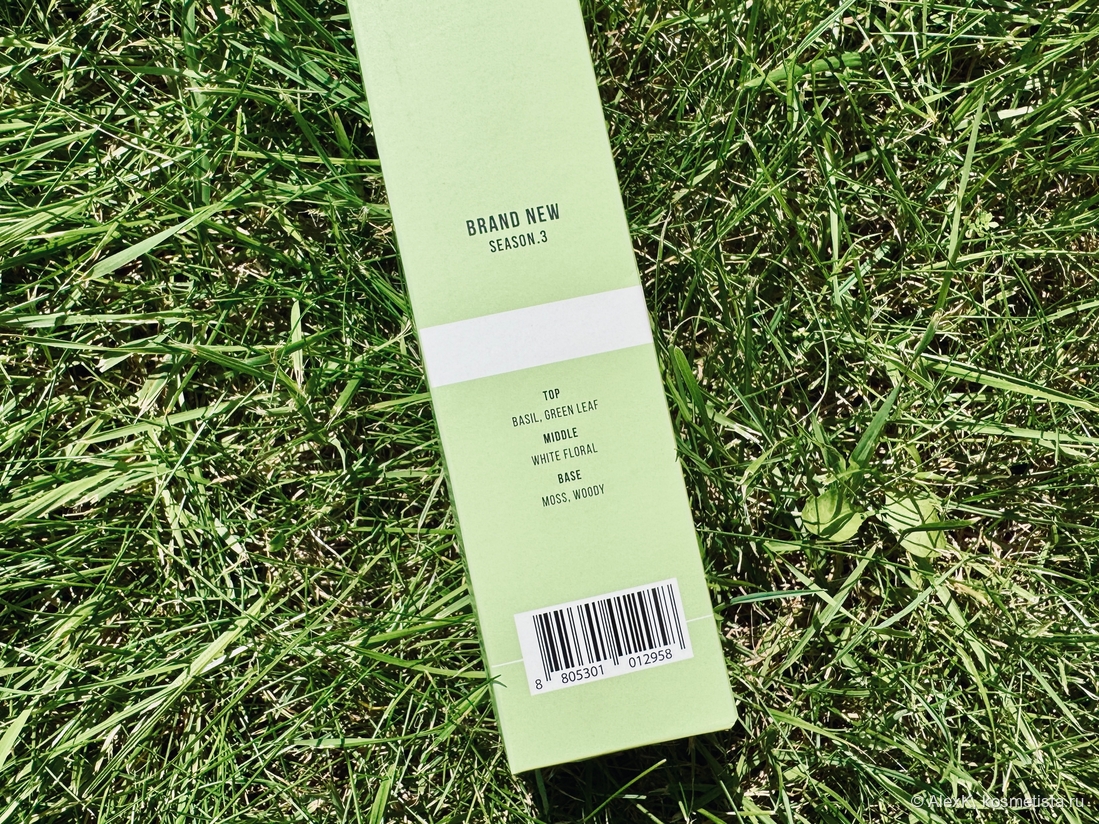 BRAND NEW
SEASON.3
TOP
BASIL, GREEN LEAF
MIDDLE
WHITE FLORAL
BASE
MOSS, WOODY
8 805301 012958
© AlexK, kosmetista.ru